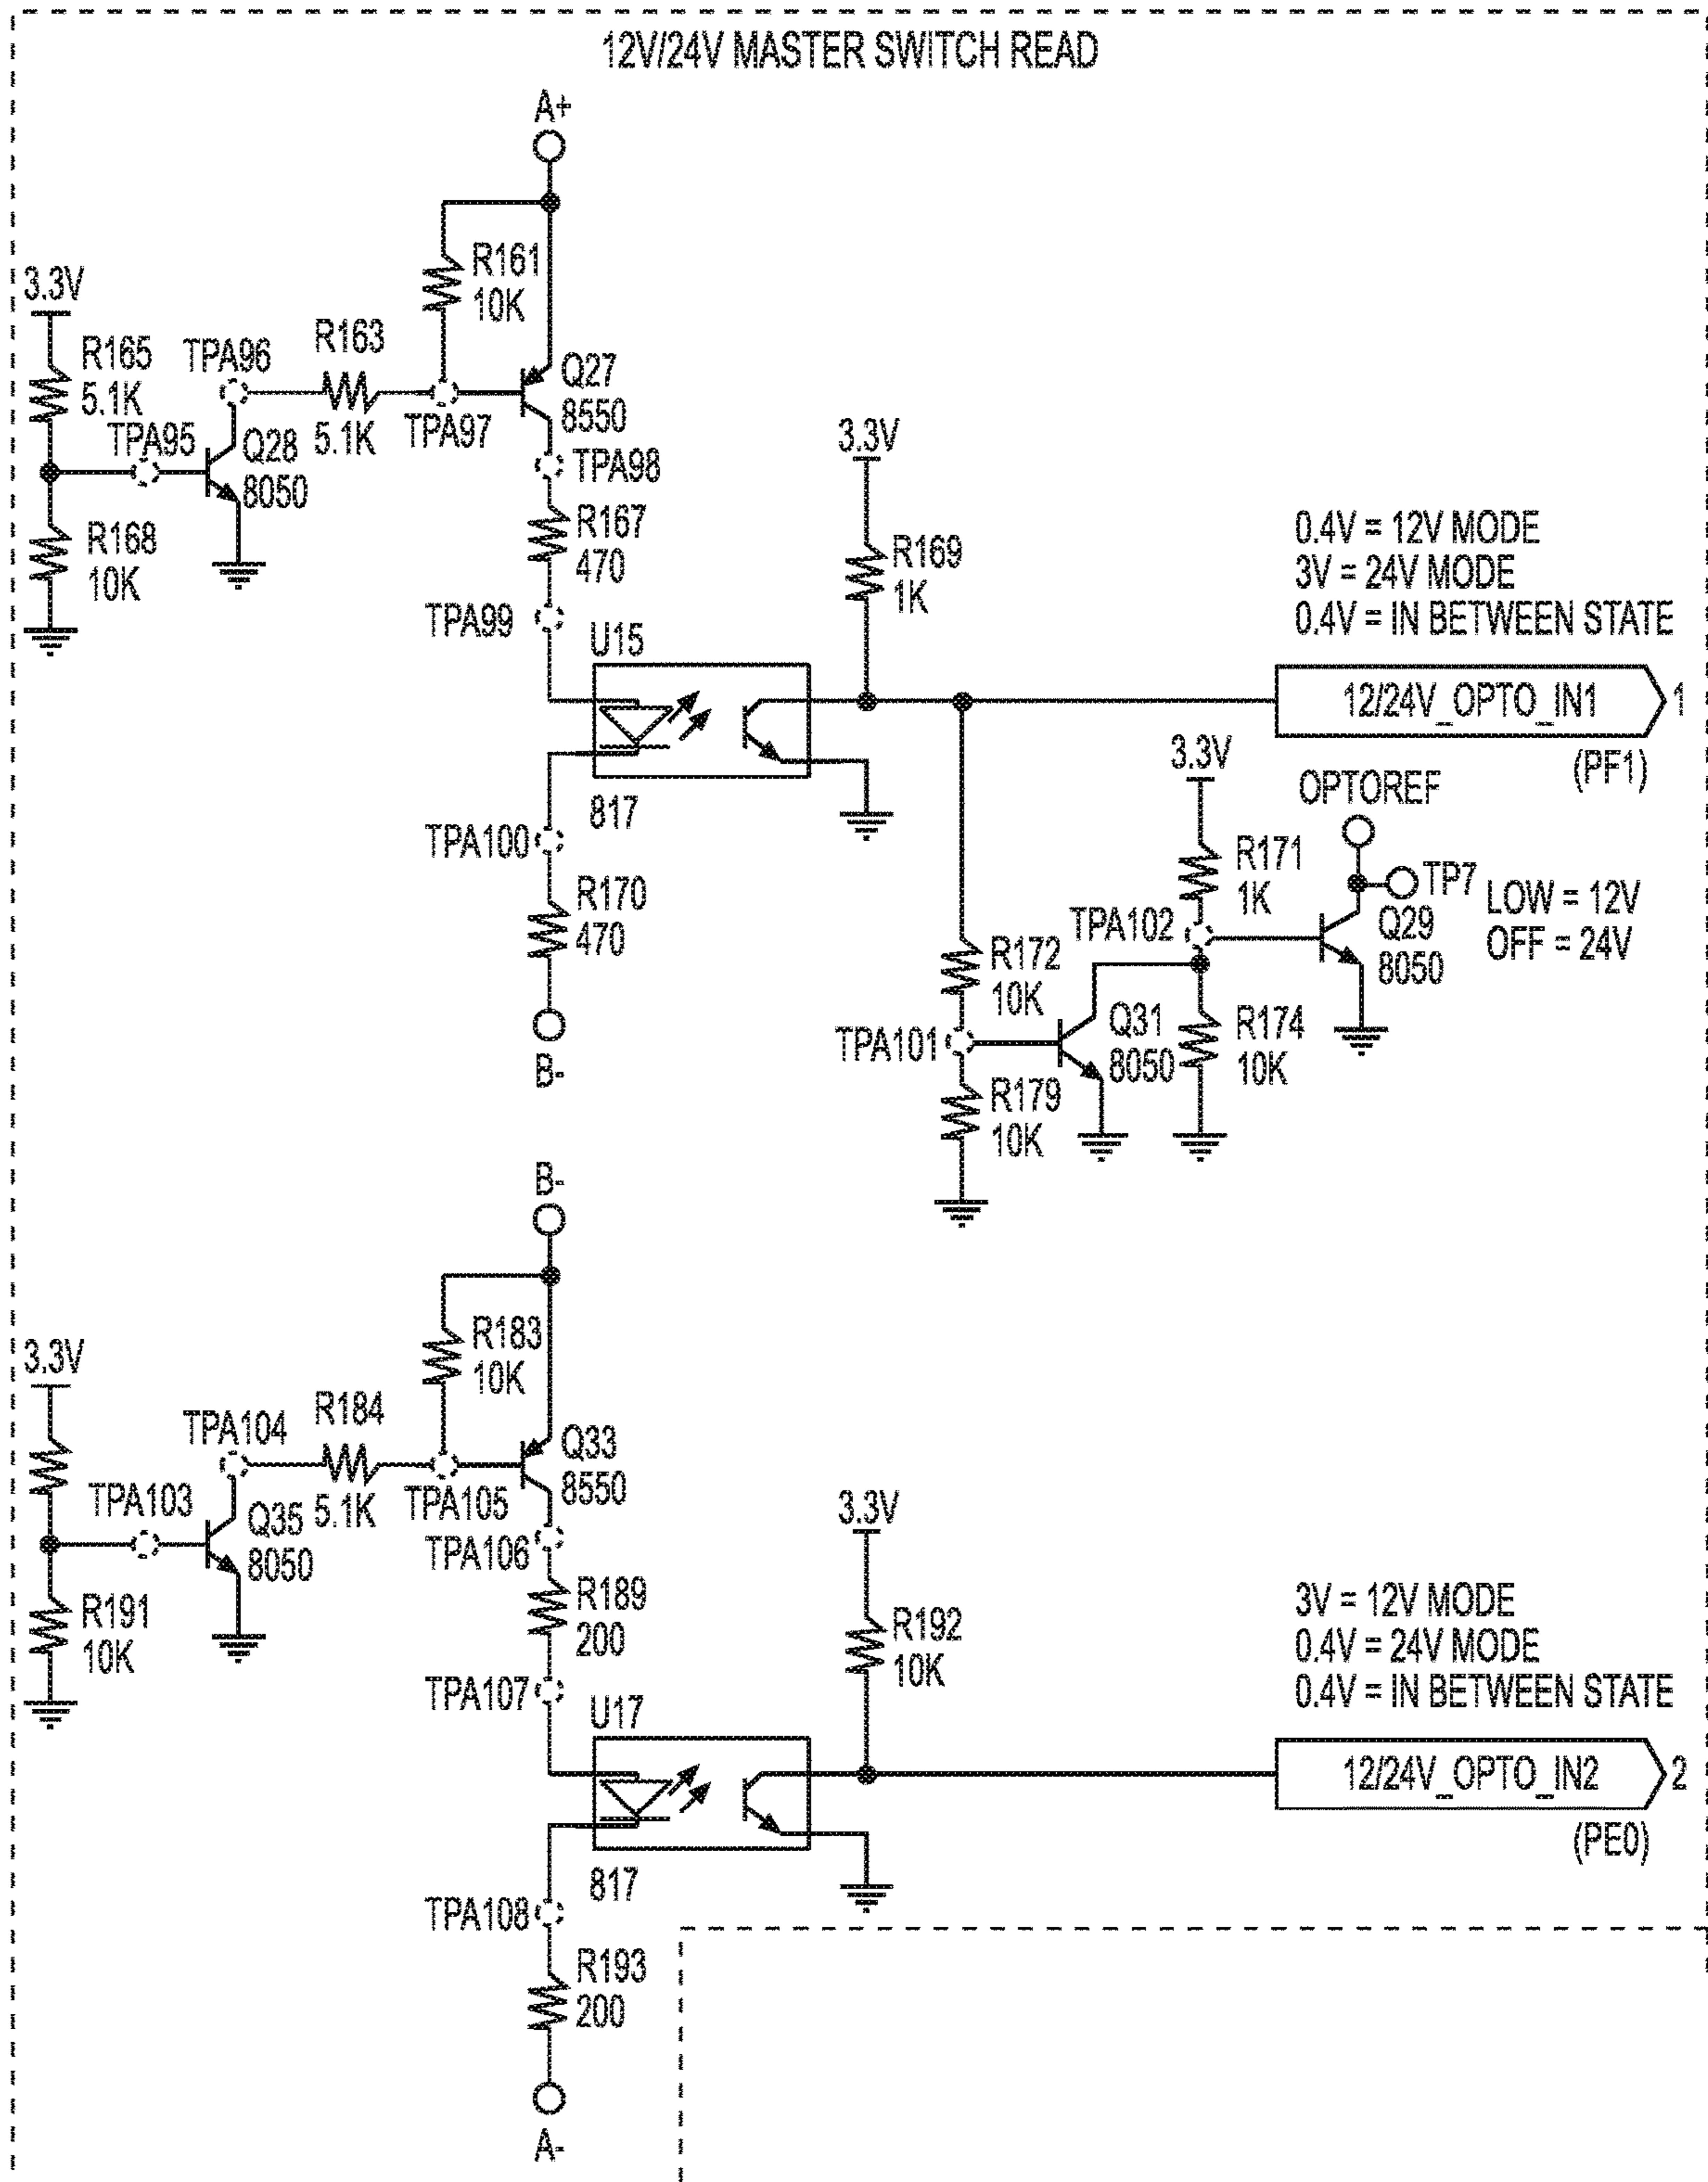 12V/24V MASTER SWITCH READ
A+
R161
10K
3.3V
R165
5.1K
TPA96
R163
5.1K
TPA97
Q27
8550
TPA95
Q28
8050
TPA98
R168
10K
R167
470
3.3V
R169
1K
0.4V = 12V MODE
3V = 24V MODE
0.4V = IN BETWEEN STATE
TPA99
U15
12/24V_OPTO_IN1
1
(PF1)
817
TPA100
3.3V
OPTOREF
R170
470
R171
1K
TP7
LOW = 12V
OFF = 24V
Q29
8050
TPA102
R172
10K
B-
TPA101
Q31
8050
R174
10K
R179
10K
B-
R183
10K
3.3V
TPA104
R184
5.1K
TPA105
Q33
8550
TPA103
Q35
8050
TPA106
3.3V
R191
10K
R189
200
R192
10K
3V = 12V MODE
0.4V = 24V MODE
0.4V = IN BETWEEN STATE
TPA107
U17
12/24V_OPTO_IN2
2
(PE0)
817
TPA108
R193
200
A-